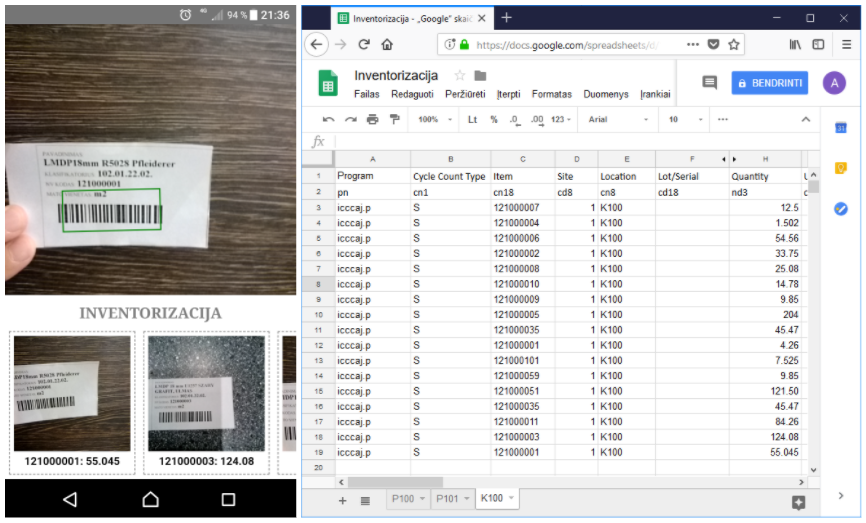 94 % 21:36
LMDP18mm R5028 Pfleiderer
102.01.22.02.
121000001
m2
INVENTORIZACIJA
121000001: 55.045
121000003: 124.08
Inventorizacija - „Google“ skaič
https://docs.google.com/spreadsheets/d/
Inventorizacija
Failas Redaguoti Peržiūrėti Įterpti Formatas Duomenys Įrankiai
BENDRINTI
A
100% Lt % .0 .00 123 Arial 10
fx
A B C D E F H
1 Program Cycle Count Type Item Site Location Lot/Serial Quantity
2 pn cn1 cn18 cd8 cn8 cd18 nd3
3 icccaj.p S 121000007 1 K100 12.5
4 icccaj.p S 121000004 1 K100 1.502
5 icccaj.p S 121000006 1 K100 54.56
6 icccaj.p S 121000002 1 K100 33.75
7 icccaj.p S 121000008 1 K100 25.08
8 icccaj.p S 121000010 1 K100 14.78
9 icccaj.p S 121000009 1 K100 9.85
10 icccaj.p S 121000005 1 K100 204
11 icccaj.p S 121000035 1 K100 45.47
12 icccaj.p S 121000001 1 K100 4.26
13 icccaj.p S 121000101 1 K100 7.525
14 icccaj.p S 121000059 1 K100 9.85
15 icccaj.p S 121000051 1 K100 121.50
16 icccaj.p S 121000035 1 K100 45.47
17 icccaj.p S 121000011 1 K100 84.26
18 icccaj.p S 121000003 1 K100 124.08
19 icccaj.p S 121000001 1 K100 55.045
20
P100 P101 K100